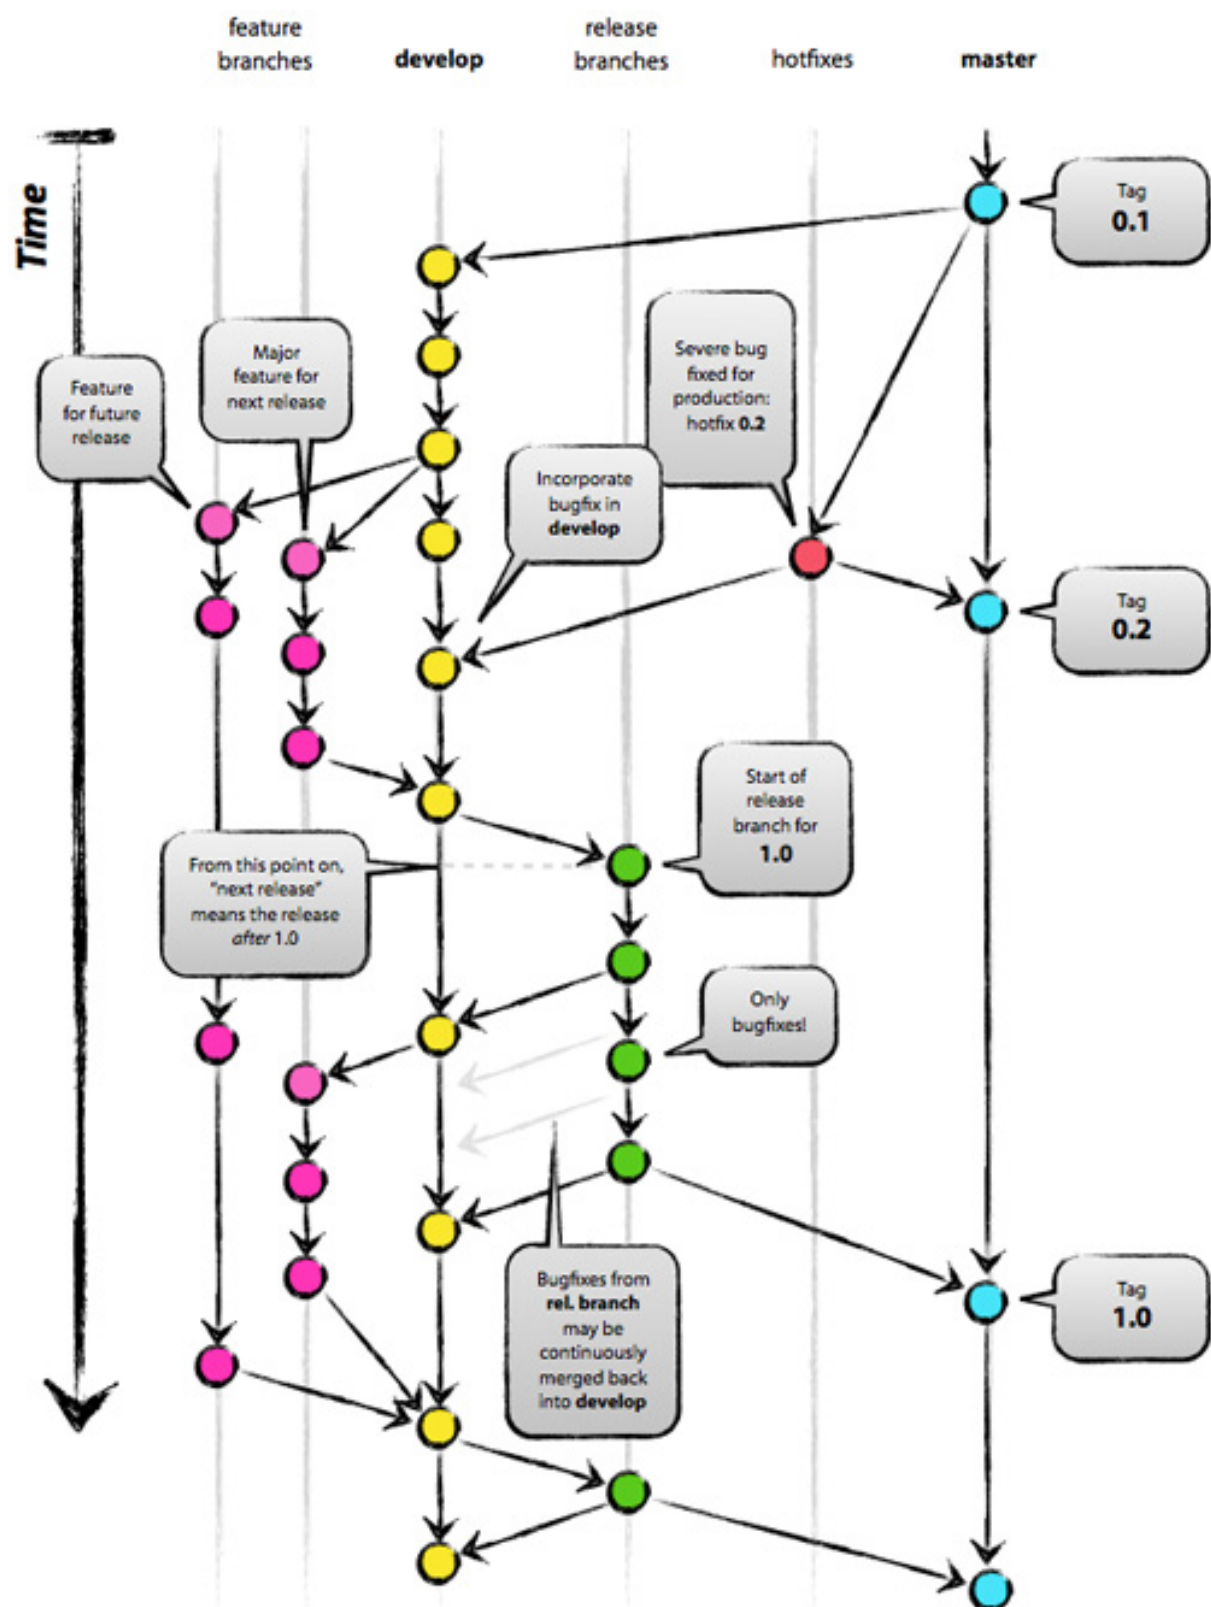 feature
branches
develop
release
branches
hotfixes
master
Time
Tag
0.1
Major
feature for
next release
Feature
for future
release
Severe bug
fixed for
production:
hotfix 0.2
Incorporate
bugfix in
develop
Tag
0.2
Start of
release
branch for
1.0
From this point on,
“next release”
means the release
after 1.0
Only
bugfixes!
Bugfixes from
rel. branch
may be
continuously
merged back
into develop
Tag
1.0